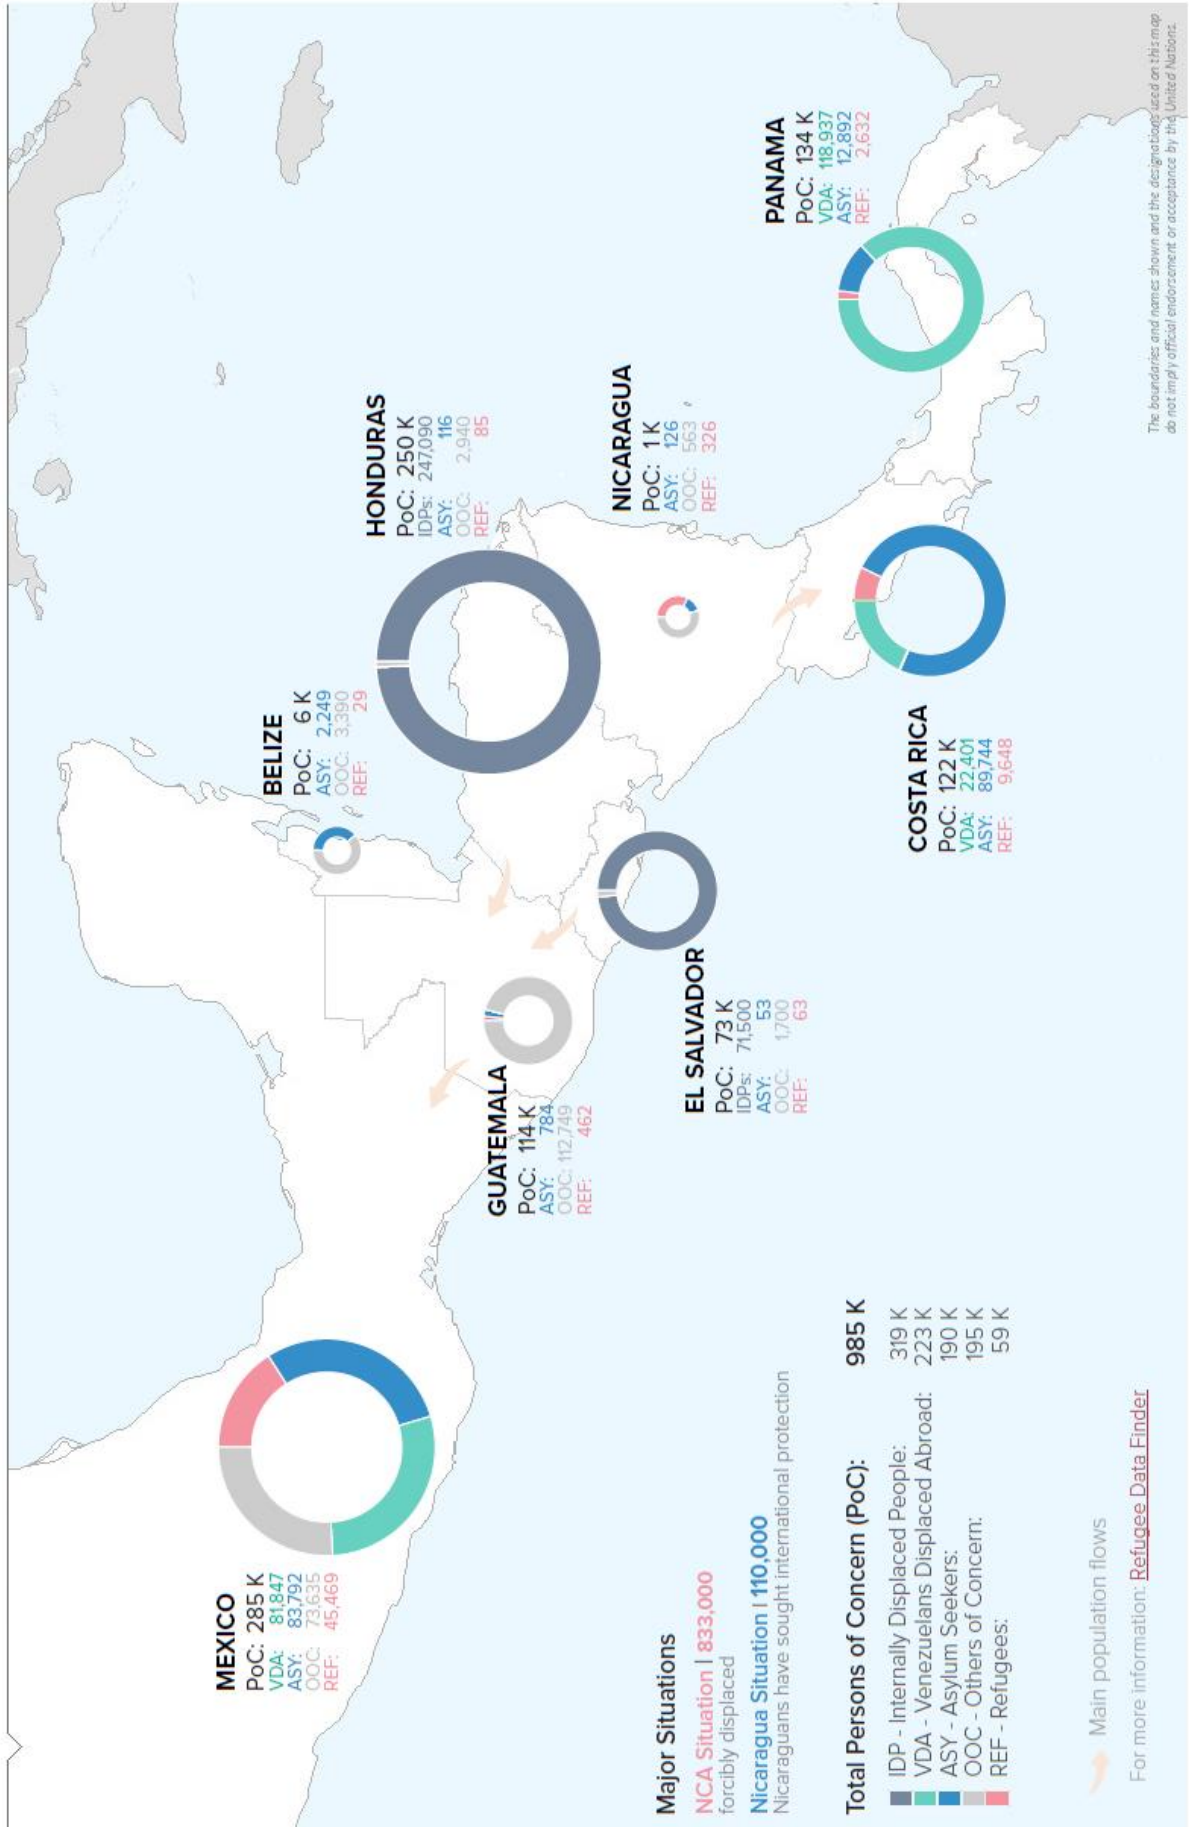 MEXICO
PoC: 285 K
VDA: 81,847
ASY: 83,792
OOC: 73,635
REF: 45,469
BELIZE
PoC: 6 K
ASY: 2,249
OOC: 3,390
REF: 29
HONDURAS
PoC: 250 K
IDPs: 247,090
ASY: 116
OOC: 2,940
REF: 85
GUATEMALA
PoC: 114 K
ASY: 784
OOC: 112,749
REF: 462
NICARAGUA
PoC: 1 K
ASY: 126
OOC: 563
REF: 326
EL SALVADOR
PoC: 73 K
IDPs: 71,500
ASY: 53
OOC: 1,700
REF: 63
PANAMA
PoC: 134 K
VDA: 118,937
ASY: 12,892
REF: 2,632
COSTA RICA
PoC: 122 K
VDA: 22,401
ASY: 89,744
REF: 9,648
Major Situations
NCA Situation | 833,000
forcibly displaced
Nicaragua Situation | 110,000
Nicaraguans have sought international protection
Total Persons of Concern (PoC): 985 K
IDP - Internally Displaced People: 319 K
VDA - Venezuelans Displaced Abroad: 223 K
ASY - Asylum Seekers: 190 K
OOC - Others of Concern: 195 K
REF - Refugees: 59 K
Main population flows
For more information: Refugee Data Finder
The boundaries and names shown and the designations used on this map
do not imply official endorsement or acceptance by the United Nations.